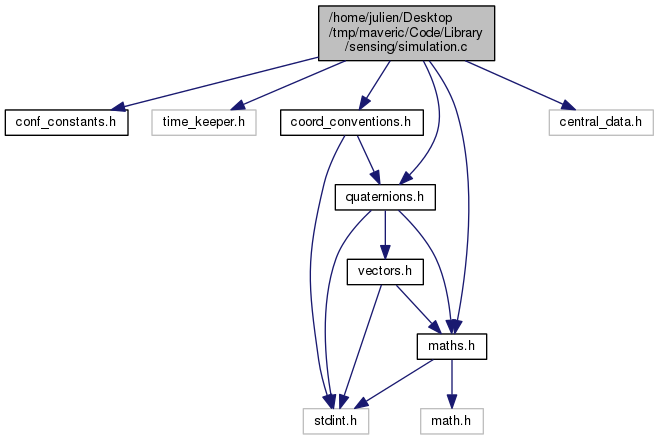 /home/julien/Desktop
/tmp/maveric/Code/Library
/sensing/simulation.c
conf_constants.h
time_keeper.h
coord_conventions.h
central_data.h
quaternions.h
vectors.h
maths.h
stdint.h
math.h